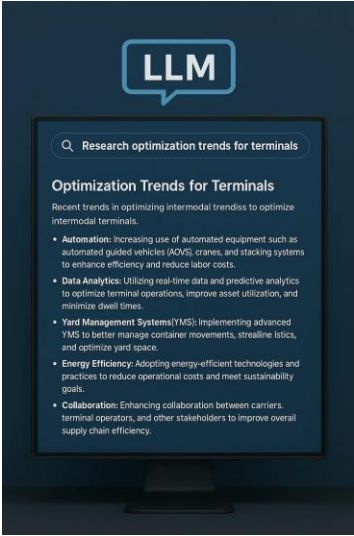 LLM
Research optimization trends for terminals
Optimization Trends for Terminals
Recent trends in optimizing intermodal trendiss to optimize
intermodal terminals.
• Automation: Increasing use of automated equipment such as
automated guided vehicles (AOVS), cranes, and stacking systems
to enhance efficiency and reduce labor costs.
• Data Analytics: Utilizing real-time data and predictive analytics
to optimize terminal operations, improve asset utilization, and
minimize dwell times.
• Yard Management Systems(YMS): Implementing advanced
YMS to better manage container movements, strealline lstics,
and optimize yard space.
• Energy Efficiency: Adopting energy-efficient technologies and
practices to reduce operational costs and meet sustainability
goals.
• Collaboration: Enhancing collaboration between carriers.
terminal operators, and other stakeholders to improve overall
supply chain efficiency.